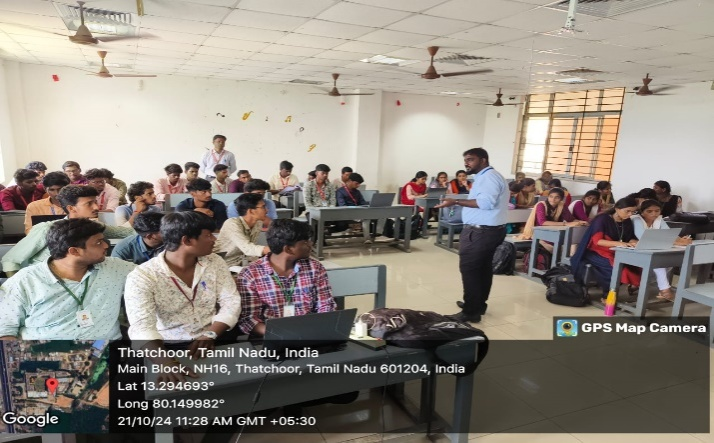 GPS Map Camera
Thatchoor, Tamil Nadu, India
Main Block, NH16, Thatchoor, Tamil Nadu 601204, India
Lat 13.294693°
Long 80.149982°
21/10/24 11:28 AM GMT +05:30
Google